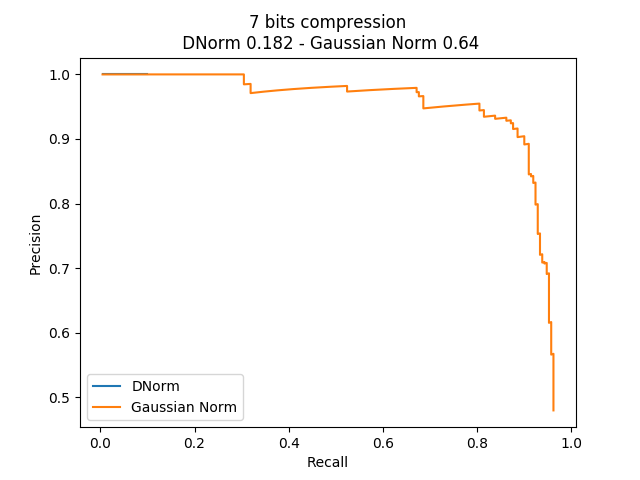 7 bits compression
DNorm 0.182 - Gaussian Norm 0.64
1.0
0.9
0.8
0.7
0.6
0.5
Precision
DNorm
Gaussian Norm
0.0 0.2 0.4 0.6 0.8 1.0
Recall